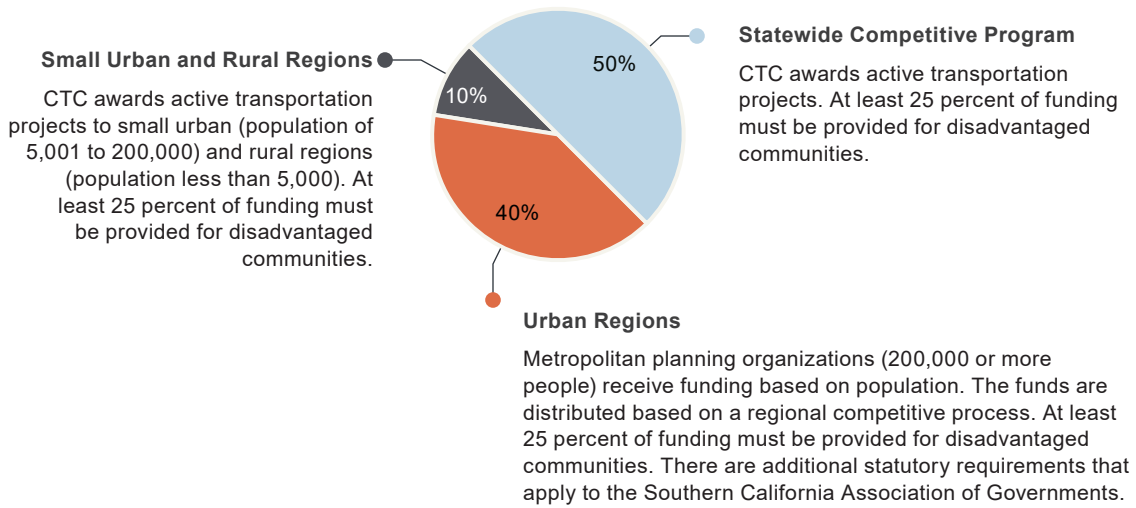 Small Urban and Rural Regions
CTC awards active transportation
projects to small urban (population of
5,001 to 200,000) and rural regions
(population less than 5,000). At
least 25 percent of funding must
be provided for disadvantaged
communities.
10%
50%
40%
Statewide Competitive Program
CTC awards active transportation
projects. At least 25 percent of funding
must be provided for disadvantaged
communities.
Urban Regions
Metropolitan planning organizations (200,000 or more
people) receive funding based on population. The funds are
distributed based on a regional competitive process. At least
25 percent of funding must be provided for disadvantaged
communities. There are additional statutory requirements that
apply to the Southern California Association of Governments.